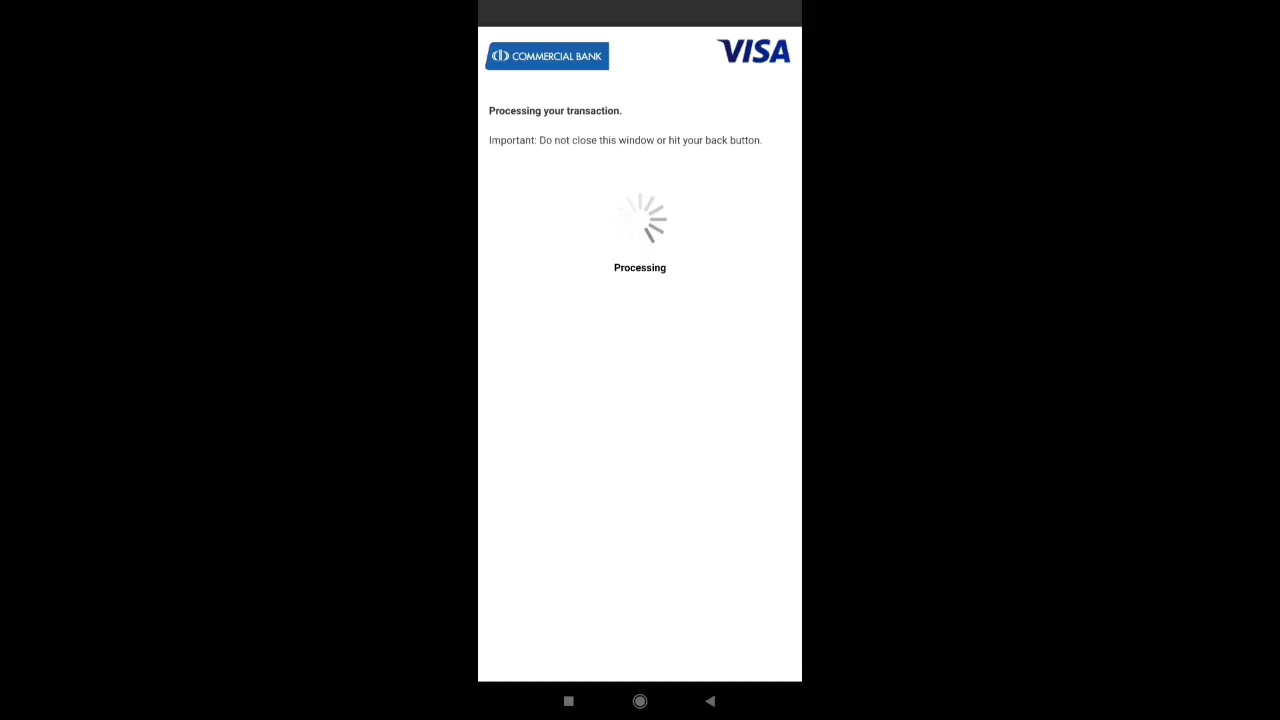 COMMERCIAL BANK
VISA
Processing your transaction.
Important: Do not close this window or hit your back button.
Processing